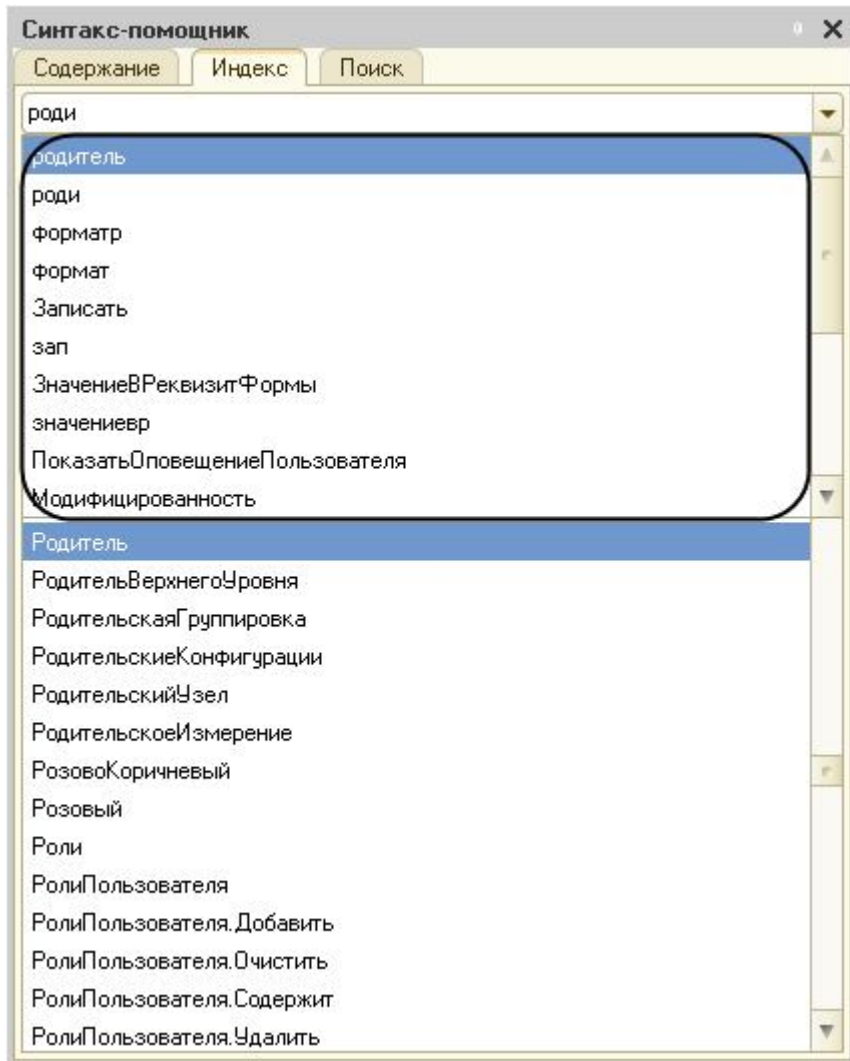 Синтакс-помощник
Содержание Индекс Поиск
роди
родитель
роди
форматр
формат
Записать
зап
ЗначениеВРеквизитФормы
значениевр
ПоказатьОповещениеПользователя
Модифицированность
Родитель
РодительВерхнегоУровня
РодительскаяГруппировка
РодительскиеКонфигурации
РодительскийУзел
РодительскоеИзмерение
РозовоКоричневый
Розовый
Роли
РолиПользователя
РолиПользователя.Добавить
РолиПользователя.Очистить
РолиПользователя.Содержит
РолиПользователя.Удалить